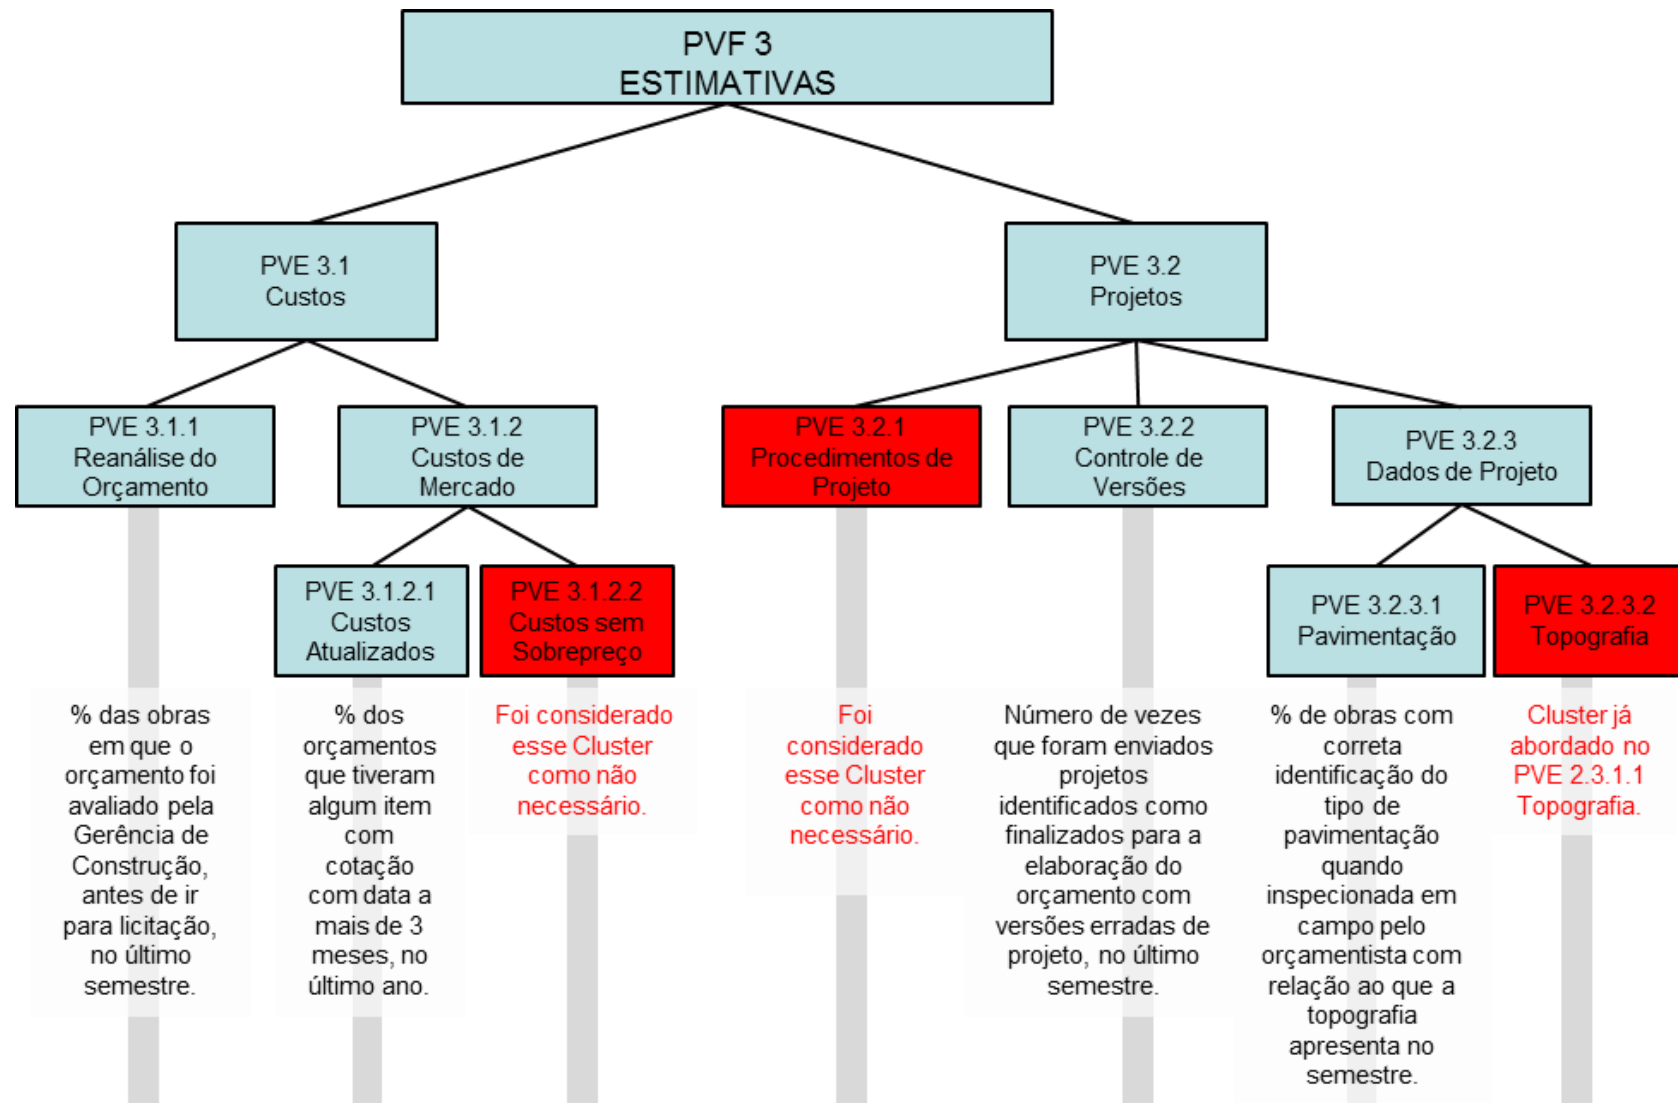 PVF 3
ESTIMATIVAS
PVE 3.1
Custos
PVE 3.2
Projetos
PVE 3.1.1
Reanálise do
Orçamento
PVE 3.1.2
Custos de
Mercado
PVE 3.2.1
Procedimentos de
Projeto
PVE 3.2.2
Controle de
Versões
PVE 3.2.3
Dados de Projeto
PVE 3.1.2.1
Custos
Atualizados
PVE 3.1.2.2
Custos sem
Sobrepreço
PVE 3.2.3.1
Pavimentação
PVE 3.2.3.2
Topografia
% das obras
em que o
orçamento foi
avaliado pela
Gerência de
Construção,
antes de ir
para licitação,
no último
semestre.
% dos
orçamentos
que tiveram
algum item
com
cotação
com data a
mais de 3
meses, no
último ano.
Foi considerado
esse Cluster
como não
necessário.
Foi
considerado
esse Cluster
como não
necessário.
Número de vezes
que foram enviados
projetos
identificados como
finalizados para a
elaboração do
orçamento com
versões erradas de
projeto, no último
semestre.
% de obras com
correta
identificação do
tipo de
pavimentação
quando
inspecionada em
campo pelo
orçamentista com
relação ao que a
topografia
apresenta no
semestre.
Cluster já
abordado no
PVE 2.3.1.1
Topografia.